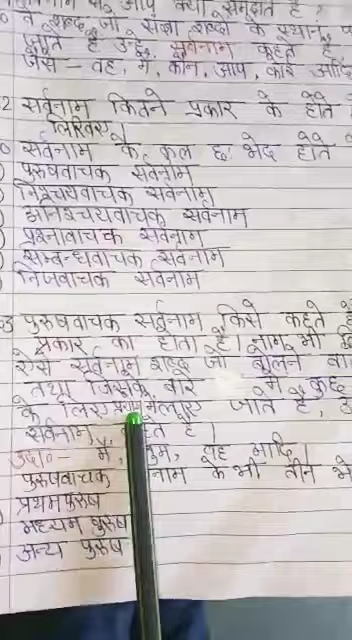 से आप क्या समझते है ?
वे शब्द जो संज्ञा शब्दो के स्थान
जाते है उन्हे सर्वनाम कहते है
जैसे - वह, मै, कौन, आप, कोई आदि
2 सर्वनाम कितने प्रकार के होते
लिखिए।
सर्वनाम के कुल छः भेद होते
पुरुषवाचक सर्वनाम
निश्चयवाचक सर्वनाम
अनिश्चयवाचक सर्वनाम
प्रश्नवाचक सर्वनाम
सम्बन्धवाचक सर्वनाम
निजवाचक सर्वनाम
3 पुरुषवाचक सर्वनाम किसे कहते
प्रकार का होता है। नाम भी
ऐसे सर्वनाम शब्द जो बोलने
तथा जिसके बारे में कुछ
के लिए जाते है,
सर्वनाम है।
उदा०- मै, तुम, वह आदि।
पुरुषवाचक नाम के भी तीन
प्रथम पुरुष
मध्यम पुरुष
अन्य पुरुष